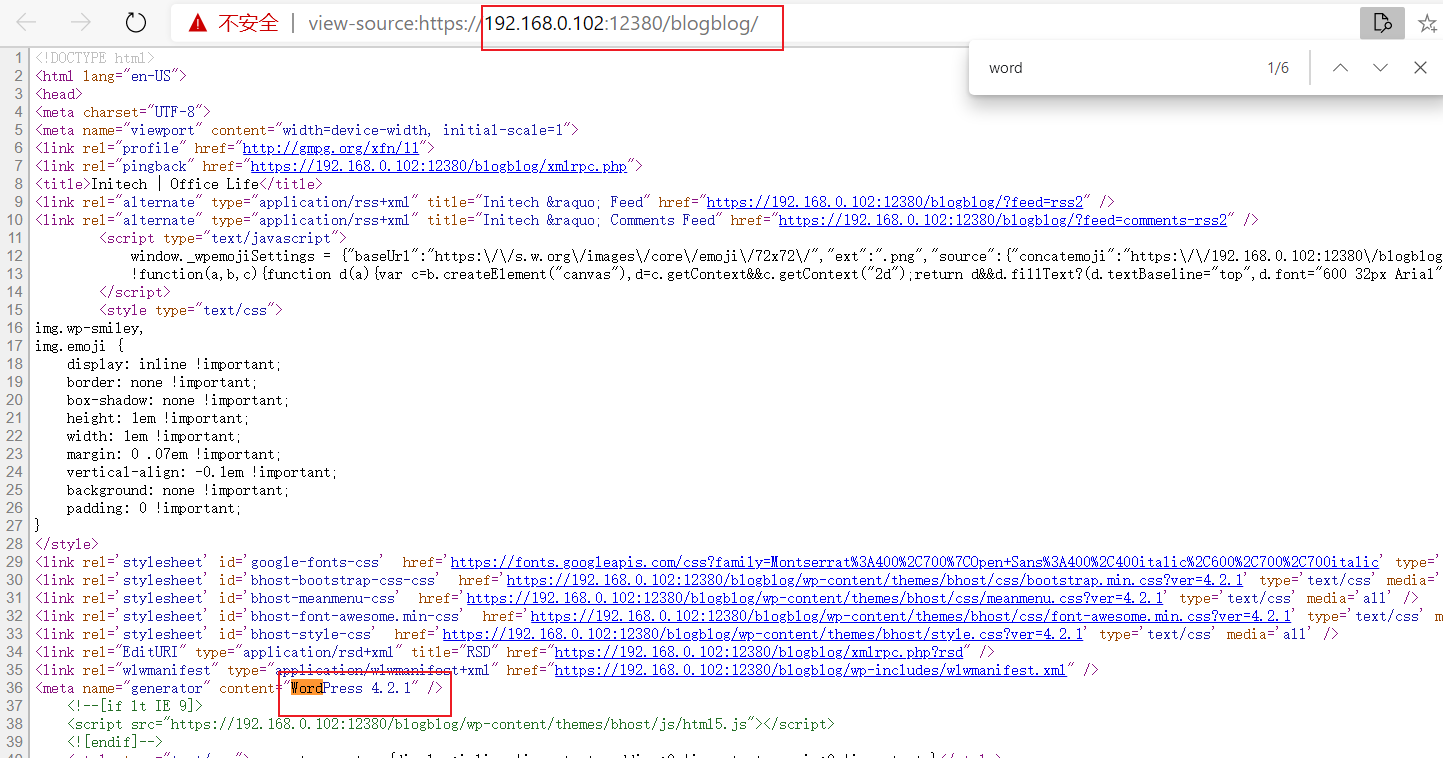 不安全 | view-source:https://192.168.0.102:12380/blogblog/
word 1/6
1 <!DOCTYPE html>
2 <html lang="en-US">
3 <head>
4 <meta charset="UTF-8">
5 <meta name="viewport" content="width=device-width, initial-scale=1">
6 <link rel="profile" href="http://gmpg.org/xfn/11">
7 <link rel="pingback" href="https://192.168.0.102:12380/blogblog/xmlrpc.php">
8 <title>Initech | Office Life</title>
9 <link rel="alternate" type="application/rss+xml" title="Initech &raquo; Feed" href="https://192.168.0.102:12380/blogblog/?feed=rss2" />
10 <link rel="alternate" type="application/rss+xml" title="Initech &raquo; Comments Feed" href="https://192.168.0.102:12380/blogblog/?feed=comments-rss2" />
11 <script type="text/javascript">
12 window._wpemojiSettings = {"baseUrl":"https:\/\/s.w.org\/images\/core\/emoji\/72x72\/","ext":".png","source":{"concatemoji":"https:\/\/192.168.0.102:12380\/blogblog
13 !function(a,b,c){function d(a){var c=b.createElement("canvas"),d=c.getContext&&c.getContext("2d");return d&&d.fillText?(d.textBaseline="top",d.font="600 32px Arial"
14 </script>
15 <style type="text/css">
16 img.wp-smiley,
17 img.emoji {
18 display: inline !important;
19 border: none !important;
20 box-shadow: none !important;
21 height: 1em !important;
22 width: 1em !important;
23 margin: 0 .07em !important;
24 vertical-align: -0.1em !important;
25 background: none !important;
26 padding: 0 !important;
27 }
28 </style>
29 <link rel='stylesheet' id='google-fonts-css' href='https://fonts.googleapis.com/css?family=Montserrat%3A400%2C700%7COpen+Sans%3A400%2C400italic%2C600%2C700%2C700italic' type='
30 <link rel='stylesheet' id='bhost-bootstrap-css-css' href='https://192.168.0.102:12380/blogblog/wp-content/themes/bhost/css/bootstrap.min.css?ver=4.2.1' type='text/css' media='
31 <link rel='stylesheet' id='bhost-meanmenu-css' href='https://192.168.0.102:12380/blogblog/wp-content/themes/bhost/css/meanmenu.css?ver=4.2.1' type='text/css' media='all' />
32 <link rel='stylesheet' id='bhost-font-awesome.min-css' href='https://192.168.0.102:12380/blogblog/wp-content/themes/bhost/css/font-awesome.min.css?ver=4.2.1' type='text/css' m
33 <link rel='stylesheet' id='bhost-style-css' href='https://192.168.0.102:12380/blogblog/wp-content/themes/bhost/style.css?ver=4.2.1' type='text/css' media='all' />
34 <link rel="EditURI" type="application/rsd+xml" title="RSD" href="https://192.168.0.102:12380/blogblog/xmlrpc.php?rsd" />
35 <link rel="wlwmanifest" type="application/wlwmanifest+xml" href="https://192.168.0.102:12380/blogblog/wp-includes/wlwmanifest.xml" />
36 <meta name="generator" content="WordPress 4.2.1" />
37 <!--[if lt IE 9]>
38 <script src="https://192.168.0.102:12380/blogblog/wp-content/themes/bhost/js/html5.js"></script>
39 <![endif]-->